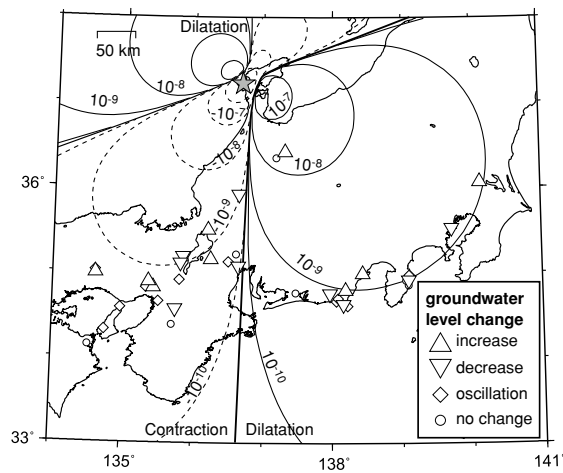 Dilatation
50 km
10-9
10-8
-10-7
10-7
-10-8
10-8
36°
-10-9
10-9
groundwater
level change
increase
decrease
oscillation
no change
10-10
-10-10
Contraction
Dilatation
33°
135°
138°
141°